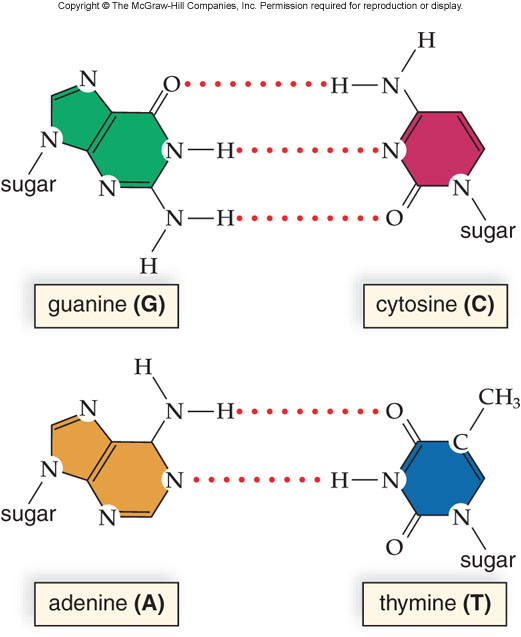 Copyright © The McGraw-Hill Companies, Inc. Permission required for reproduction or display.
H
N
O
H
N
N
N
H
N
sugar
N
N
H
O
N
sugar
H
guanine (G)
cytosine (C)
H
CH3
N
N
H
O
C
N
N
H
N
sugar
N
N
O
sugar
adenine (A)
thymine (T)